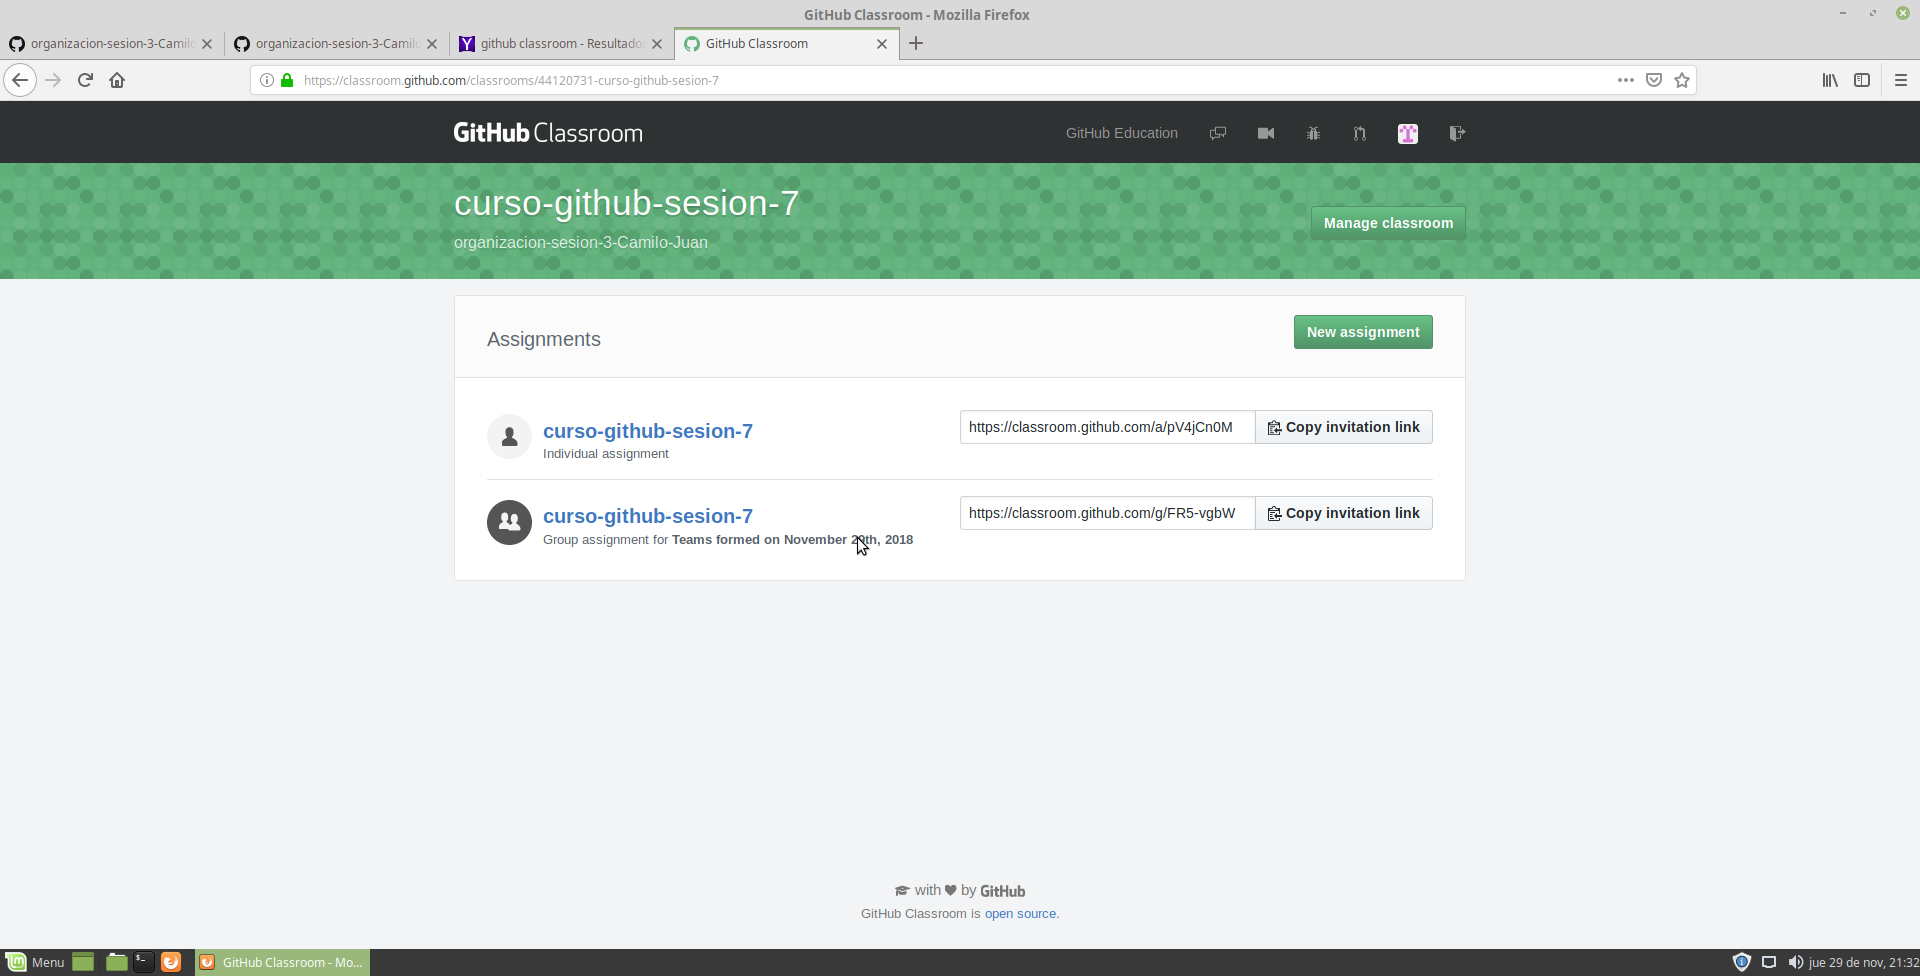 GitHub Classroom - Mozilla Firefox
organizacion-sesion-3-Camilo
organizacion-sesion-3-Camilo
github classroom - Resultados
GitHub Classroom
https://classroom.github.com/classrooms/44120731-curso-github-sesion-7
GitHub Classroom
GitHub Education
curso-github-sesion-7
organizacion-sesion-3-Camilo-Juan
Manage classroom
Assignments
New assignment
curso-github-sesion-7
Individual assignment
https://classroom.github.com/a/pV4jCn0M
Copy invitation link
curso-github-sesion-7
Group assignment for Teams formed on November 29th, 2018
https://classroom.github.com/g/FR5-vgbW
Copy invitation link
with by GitHub
GitHub Classroom is open source.
Menu
GitHub Classroom - Mo...
jue 29 de nov, 21:32